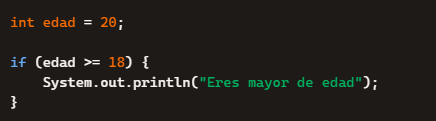 int edad = 20;

if (edad >= 18) {
    System.out.println("Eres mayor de edad");
}